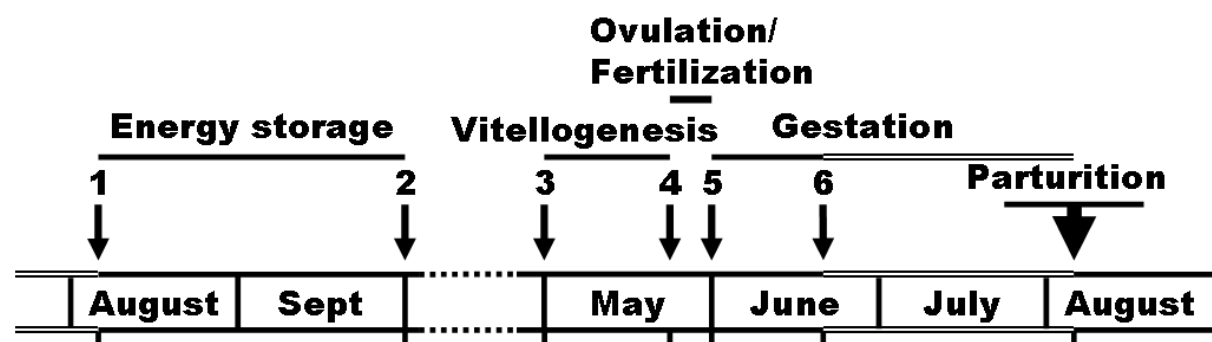 Ovulation/
Fertilization
Energy storage Vitellogenesis Gestation
1 2 3 4 5 6 Parturition
August Sept May June July August